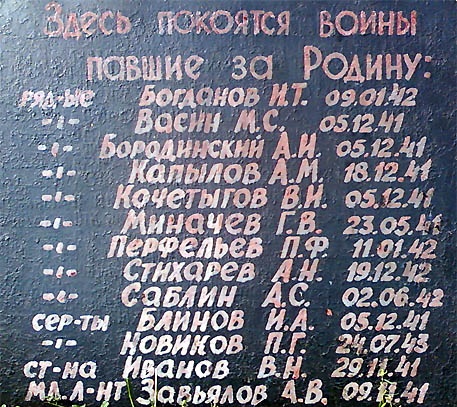 Здесь покоятся воины
павшие за Родину:
ряд-ые Богданов И.Т. 09.01.42
-ı- Васин М.С. 05.12.41
-ı- Бородинский А.И. 05.12.41
-ı- Капылов А.М. 18.12.41
-ı- Кочетыгов В.И. 05.12.41
-ı- Миначев Г.В. 23.05.41
-ı- Перфельев П.Ф. 11.01.42
-ı- Стихарев А.Н. 19.12.42
-ı- Саблин А.С. 02.06.42
сер-ты Блинов И.А. 05.12.41
-ı- Новиков П.Г. 24.07.43
ст-на Иванов В.Н. 29.11.41
мл.л-нт Завьялов А.В. 09.11.41